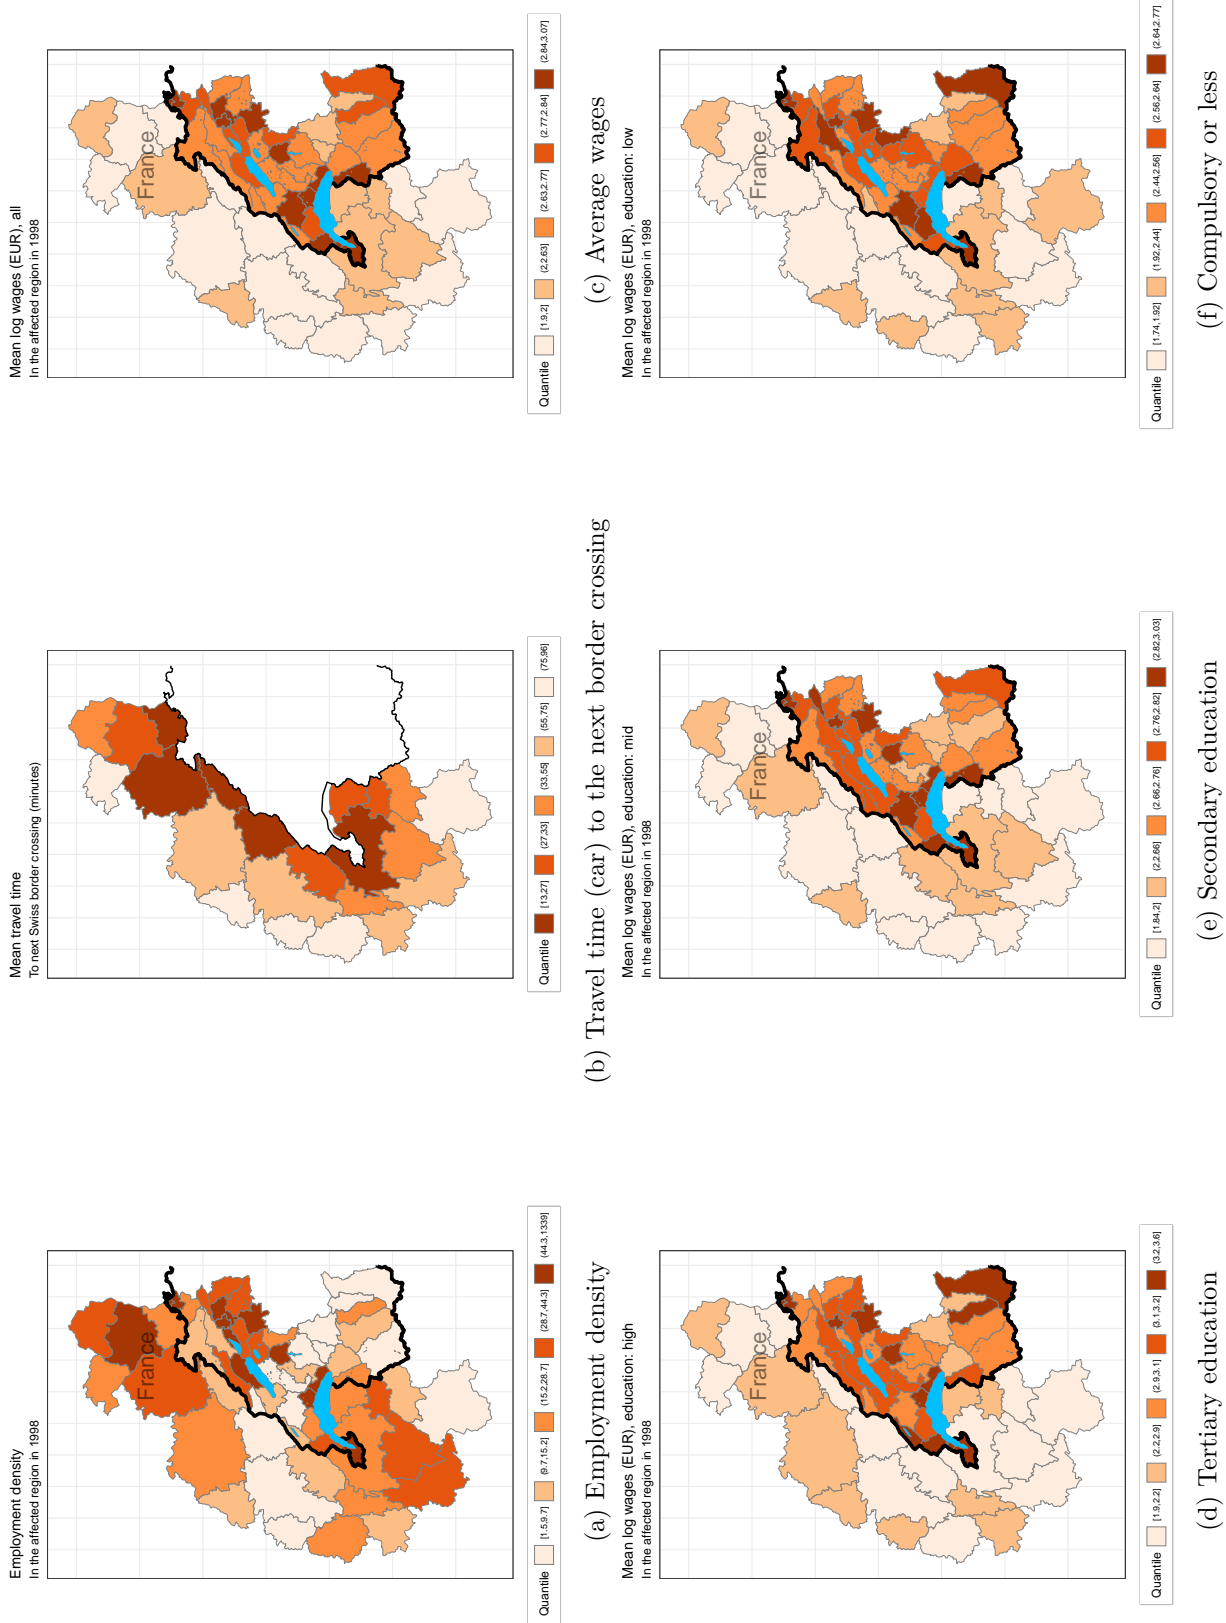 Employment density
In the affected region in 1998
France
Quantile [1.5,9.7] (9.7,15.2] (15.2,28.7] (28.7,44.3] (44.3,1339]
(a) Employment density
Mean travel time
To next Swiss border crossing (minutes)
Quantile [13,27] (27,33] (33,55] (55,75] (75,96]
(b) Travel time (car) to the next border crossing
Mean log wages (EUR), all
In the affected region in 1998
France
Quantile [1.9,2] (2,2.63] (2.63,2.77] (2.77,2.84] (2.84,3.07]
(c) Average wages
Mean log wages (EUR), education: high
In the affected region in 1998
France
Quantile [1.9,2.2] (2.2,2.9] (2.9,3.1] (3.1,3.2] (3.2,3.6]
(d) Tertiary education
Mean log wages (EUR), education: mid
In the affected region in 1998
France
Quantile [1.84,2] (2,2.66] (2.66,2.76] (2.76,2.82] (2.82,3.03]
(e) Secondary education
Mean log wages (EUR), education: low
In the affected region in 1998
France
Quantile [1.74,1.92] (1.92,2.44] (2.44,2.56] (2.56,2.64] (2.64,2.77]
(f) Compulsory or less